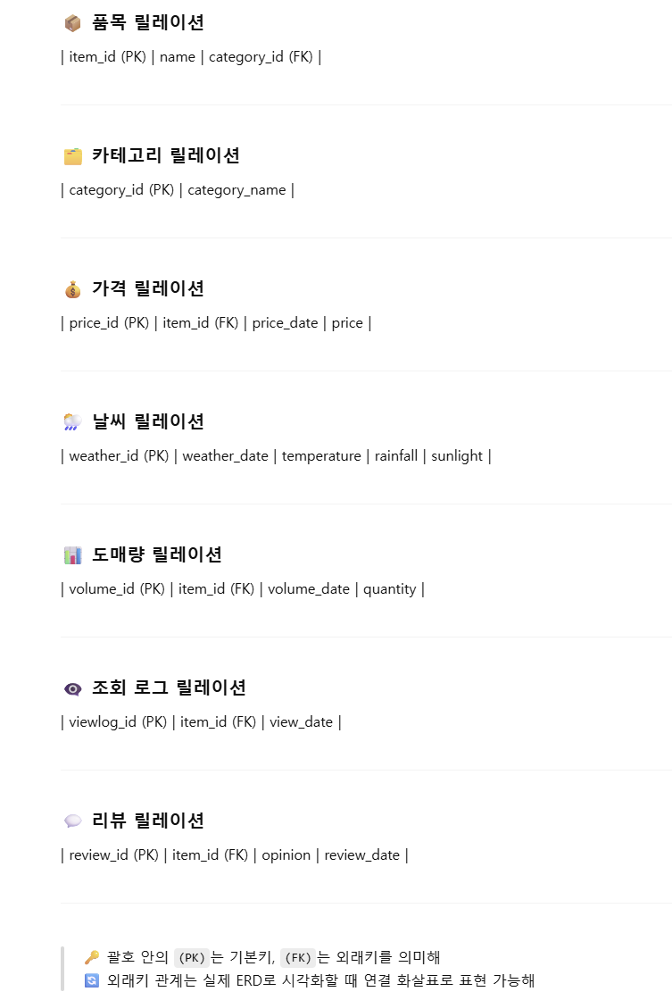 📦 품목 릴레이션
| item_id (PK) | name | category_id (FK) |
🗂️ 카테고리 릴레이션
| category_id (PK) | category_name |
💰 가격 릴레이션
| price_id (PK) | item_id (FK) | price_date | price |
🌦️ 날씨 릴레이션
| weather_id (PK) | weather_date | temperature | rainfall | sunlight |
📊 도매량 릴레이션
| volume_id (PK) | item_id (FK) | volume_date | quantity |
👁️‍🗨️ 조회 로그 릴레이션
| viewlog_id (PK) | item_id (FK) | view_date |
💬 리뷰 릴레이션
| review_id (PK) | item_id (FK) | opinion | review_date |
🔑 괄호 안의 (PK)는 기본키, (FK)는 외래키를 의미해
🔄 외래키 관계는 실제 ERD로 시각화할 때 연결 화살표로 표현 가능해